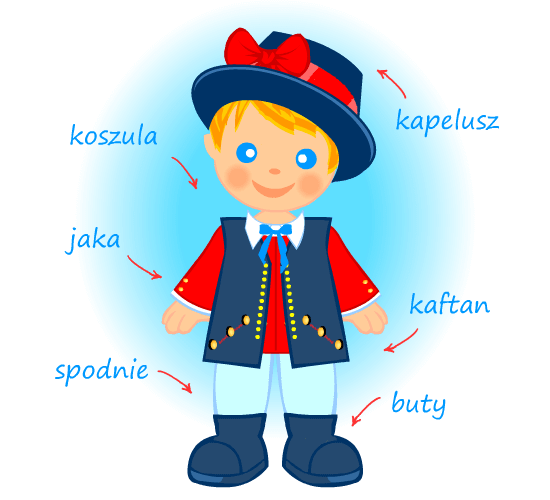 kapelusz
koszula
jaka
kaftan
spodnie
buty